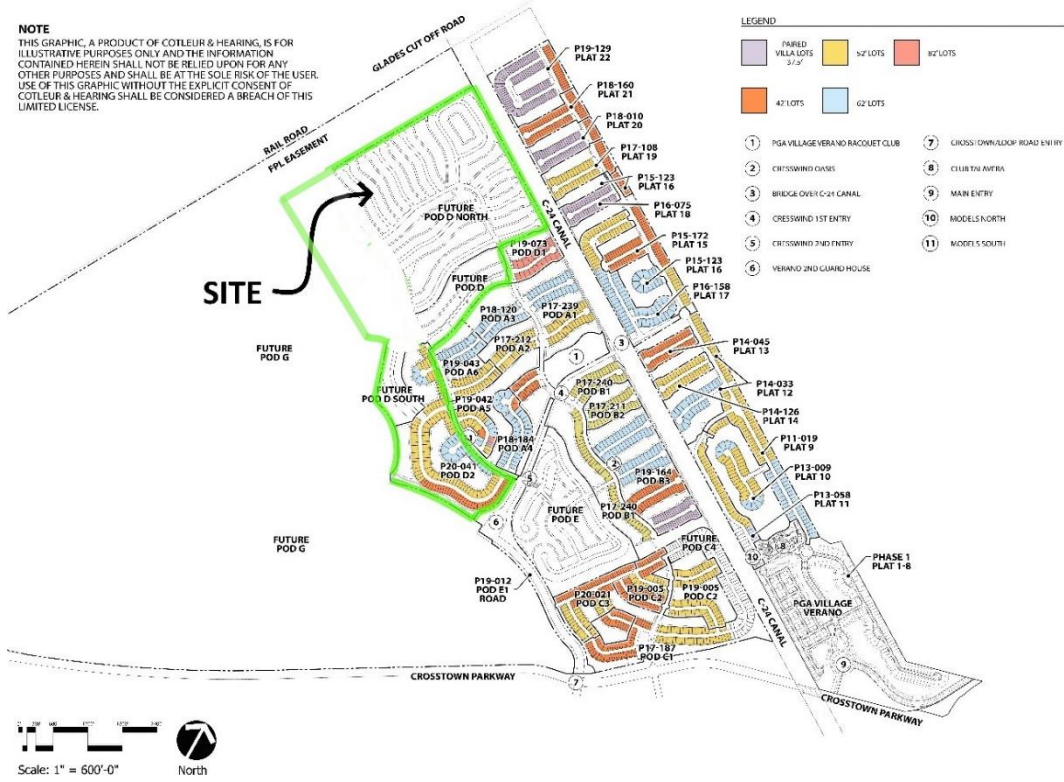 NOTE
THIS GRAPHIC, A PRODUCT OF COTLEUR & HEARING, IS FOR
ILLUSTRATIVE PURPOSES ONLY AND THE INFORMATION
CONTAINED HEREIN SHALL NOT BE RELIED UPON FOR ANY
OTHER PURPOSES AND SHALL BE AT THE SOLE RISK OF THE USER.
USE OF THIS GRAPHIC WITHOUT THE EXPLICIT CONSENT OF
COTLEUR & HEARING SHALL BE CONSIDERED A BREACH OF THIS
LIMITED LICENSE.
LEGEND
PAIRED
VILLA LOTS
37.5'
52' LOTS
82' LOTS
42' LOTS
62' LOTS
1 PGA VILLAGE VERANO RACQUET CLUB
2 CRESSWIND OASIS
3 BRIDGE OVER C-24 CANAL
4 CRESSWIND 1ST ENTRY
5 CRESSWIND 2ND ENTRY
6 VERANO 2ND GUARD HOUSE
7 CROSSTOWN/LOOP ROAD ENTRY
8 CLUB TALAVERA
9 MAIN ENTRY
10 MODELS NORTH
11 MODELS SOUTH
GLADES CUT OFF ROAD
RAIL ROAD
FPL EASEMENT
SITE
C-24 CANAL
P19-129
PLAT 22
P18-160
PLAT 21
P18-010
PLAT 20
P17-108
PLAT 19
P15-123
PLAT 16
P16-075
PLAT 18
P15-172
PLAT 15
P15-123
PLAT 16
P16-158
PLAT 17
P14-045
PLAT 13
P14-033
PLAT 12
P14-126
PLAT 14
P11-019
PLAT 9
P13-009
PLAT 10
P13-058
PLAT 11
PHASE 1
PLAT 1-8
PGA VILLAGE
VERANO
FUTURE
POD D NORTH
P19-073
POD D1
FUTURE
POD D
P18-120
POD A3
P17-239
POD A1
P17-212
POD A2
P19-043
POD A6
FUTURE
POD G
FUTURE
POD D SOUTH
P19-042
POD A5
P18-184
POD A4
P20-041
POD D2
P17-240
POD B1
P17-211
POD B2
P19-164
POD B3
P17-240
POD B1
FUTURE
POD E
FUTURE
POD C4
FUTURE
POD G
P19-012
POD E1
ROAD
P20-021
POD C3
P19-005
POD C2
P19-005
POD C2
P17-187
POD C1
1
2
3
4
5
6
7
8
9
10
C-24 CANAL
CROSSTOWN PARKWAY
CROSSTOWN PARKWAY
Scale: 1" = 600'-0"
North